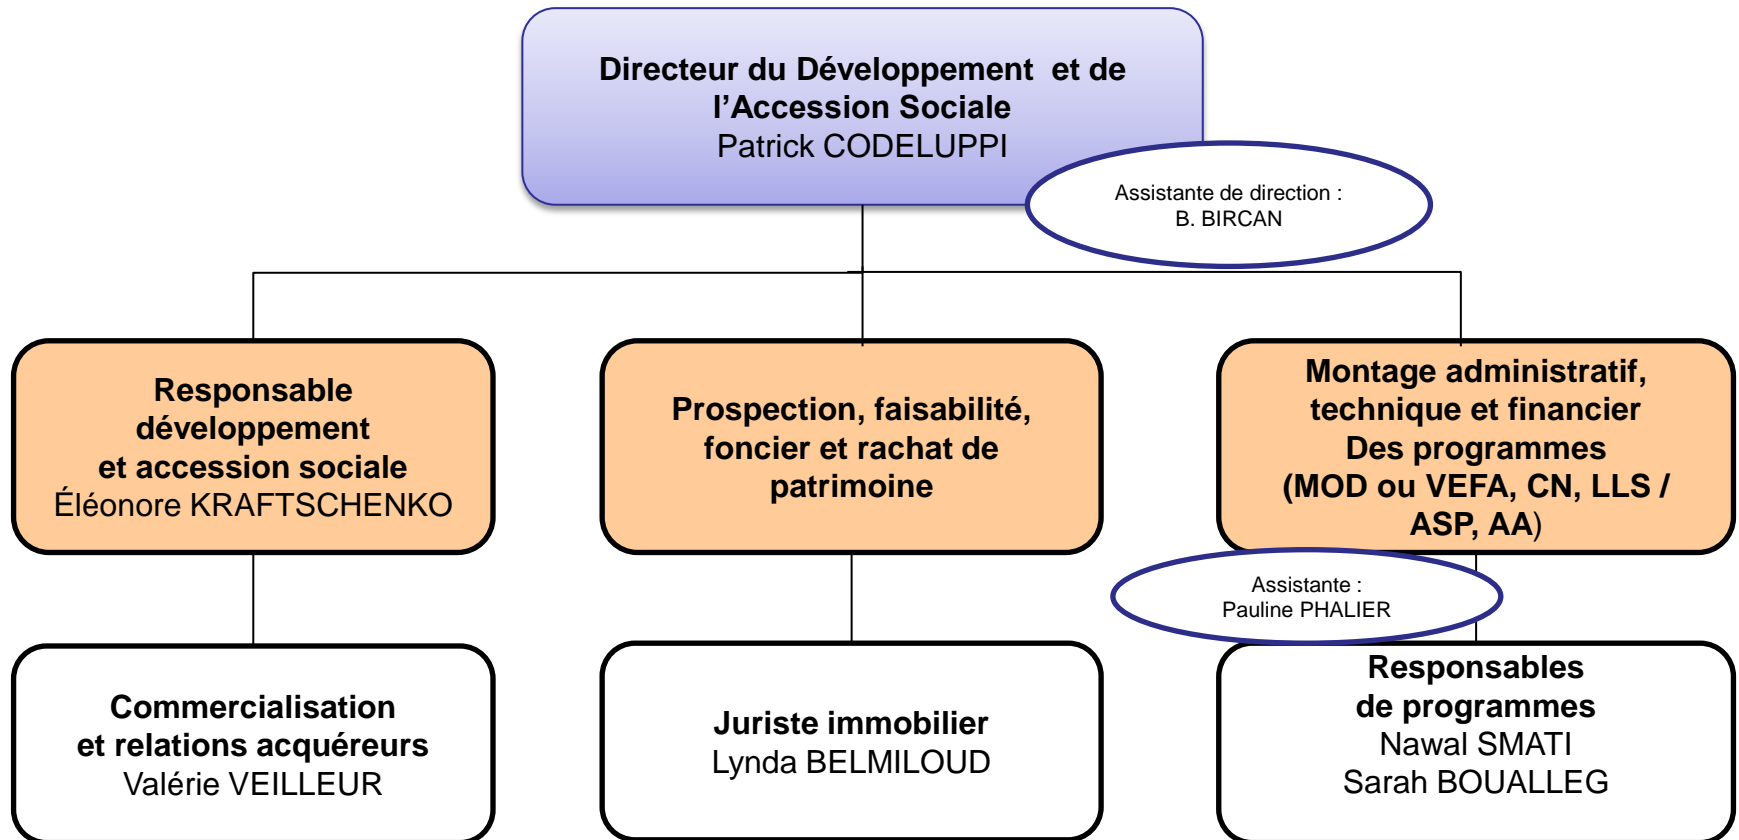 Directeur du Développement et de
l’Accession Sociale
Patrick CODELUPPI
Assistante de direction :
B. BIRCAN
Responsable
développement
et accession sociale
Éléonore KRAFTSCHENKO
Prospection, faisabilité,
foncier et rachat de
patrimoine
Montage administratif,
technique et financier
Des programmes
(MOD ou VEFA, CN, LLS /
ASP, AA)
Assistante :
Pauline PHALIER
Commercialisation
et relations acquéreurs
Valérie VEILLEUR
Juriste immobilier
Lynda BELMILOUD
Responsables
de programmes
Nawal SMATI
Sarah BOUALLEG